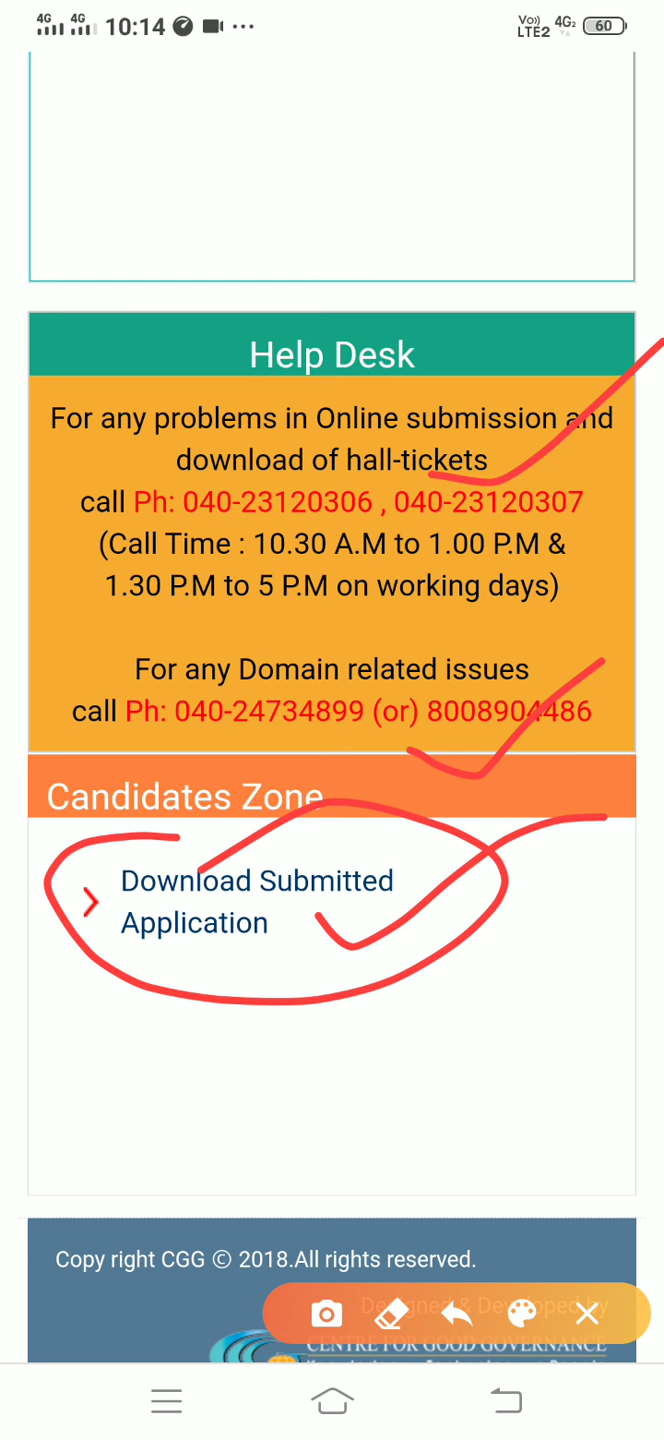 4G 4G 10:14 ... Vo)) LTE2 4G2 60
Help Desk
For any problems in Online submission and
download of hall-tickets
call Ph: 040-23120306 , 040-23120307
(Call Time : 10.30 A.M to 1.00 P.M &
1.30 P.M to 5 P.M on working days)
For any Domain related issues
call Ph: 040-24734899 (or) 8008904486
Candidates Zone
Download Submitted
Application
Copy right CGG © 2018.All rights reserved.
Designed & Developed by
CENTRE FOR GOOD GOVERNANCE